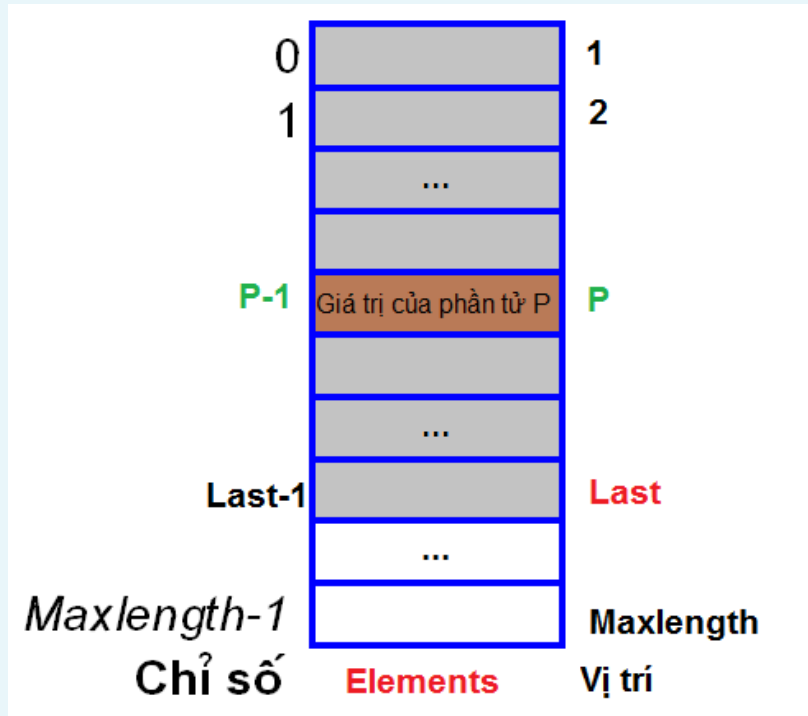 0 1
1 2
...
P-1 Giá trị của phần tử P P
...
Last-1 Last
...
Maxlength-1 Maxlength
Chỉ số Elements Vị trí